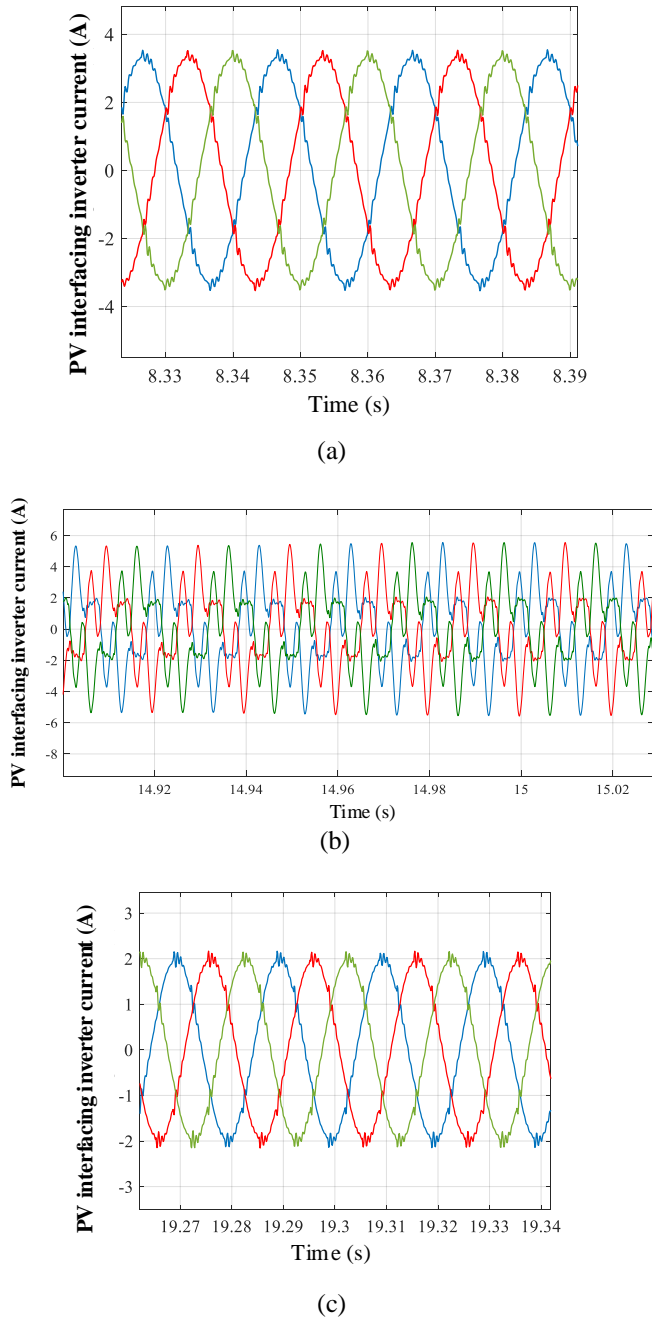 PV interfacing inverter current (A)
4
2
0
-2
-4
8.33 8.34 8.35 8.36 8.37 8.38 8.39
Time (s)
(a)
PV interfacing inverter current (A)
6
4
2
0
-2
-4
-6
-8
14.92 14.94 14.96 14.98 15 15.02
Time (s)
(b)
PV interfacing inverter current (A)
3
2
1
0
-1
-2
-3
19.27 19.28 19.29 19.3 19.31 19.32 19.33 19.34
Time (s)
(c)